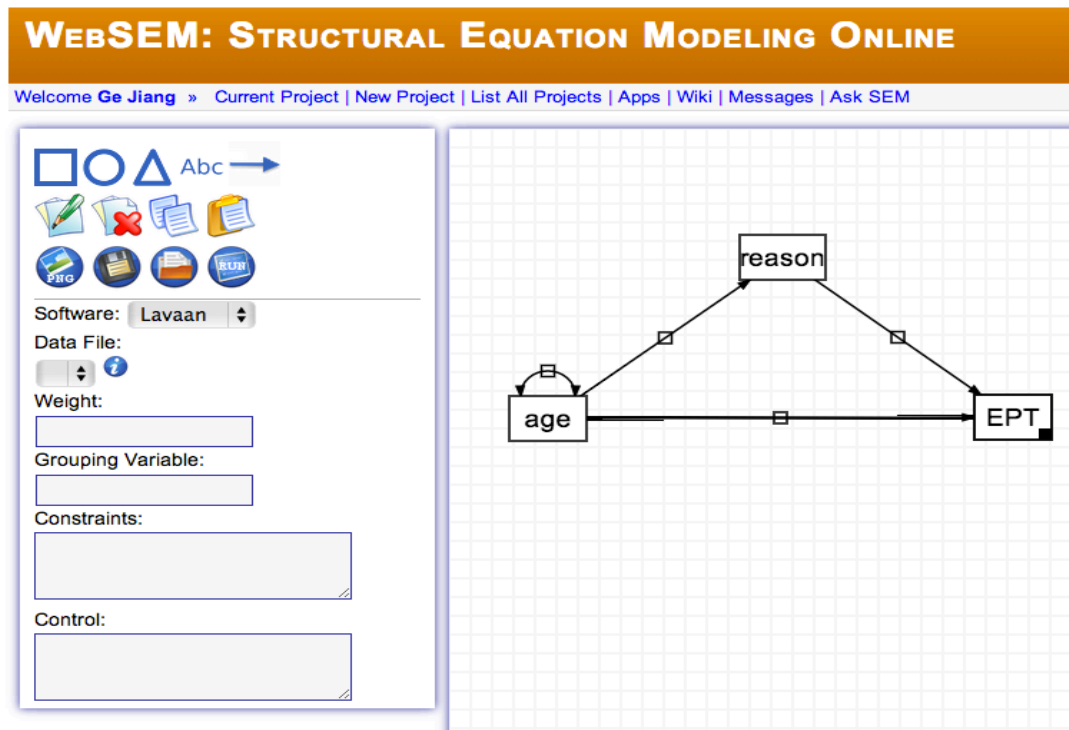 WEBSEM: STRUCTURAL EQUATION MODELING ONLINE
Welcome Ge Jiang » Current Project | New Project | List All Projects | Apps | Wiki | Messages | Ask SEM
Abc
PNG RUN
Software: Lavaan
Data File:
i
Weight:
Grouping Variable:
Constraints:
Control:
reason
age
EPT